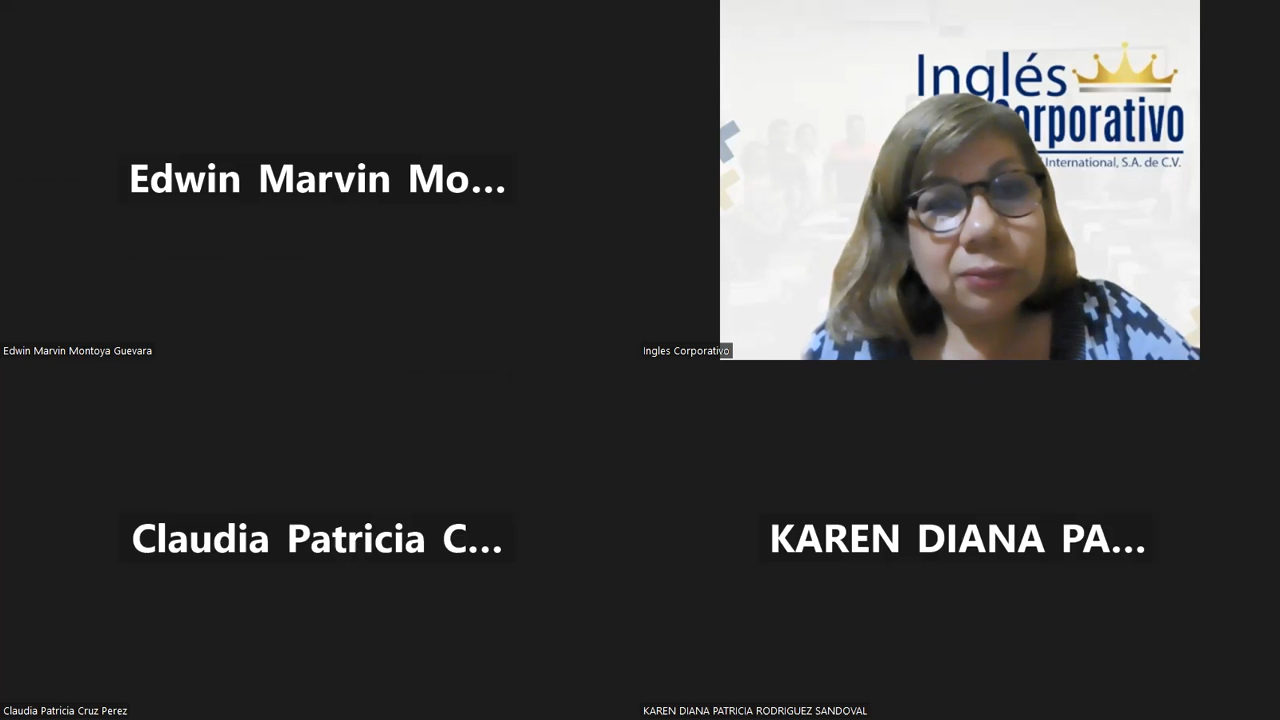 Edwin Marvin Mo...
Edwin Marvin Montoya Guevara
Inglés
Corporativo
International, S.A. de C.V.
Ingles Corporativo
Claudia Patricia C...
Claudia Patricia Cruz Perez
KAREN DIANA PA...
KAREN DIANA PATRICIA RODRIGUEZ SANDOVAL